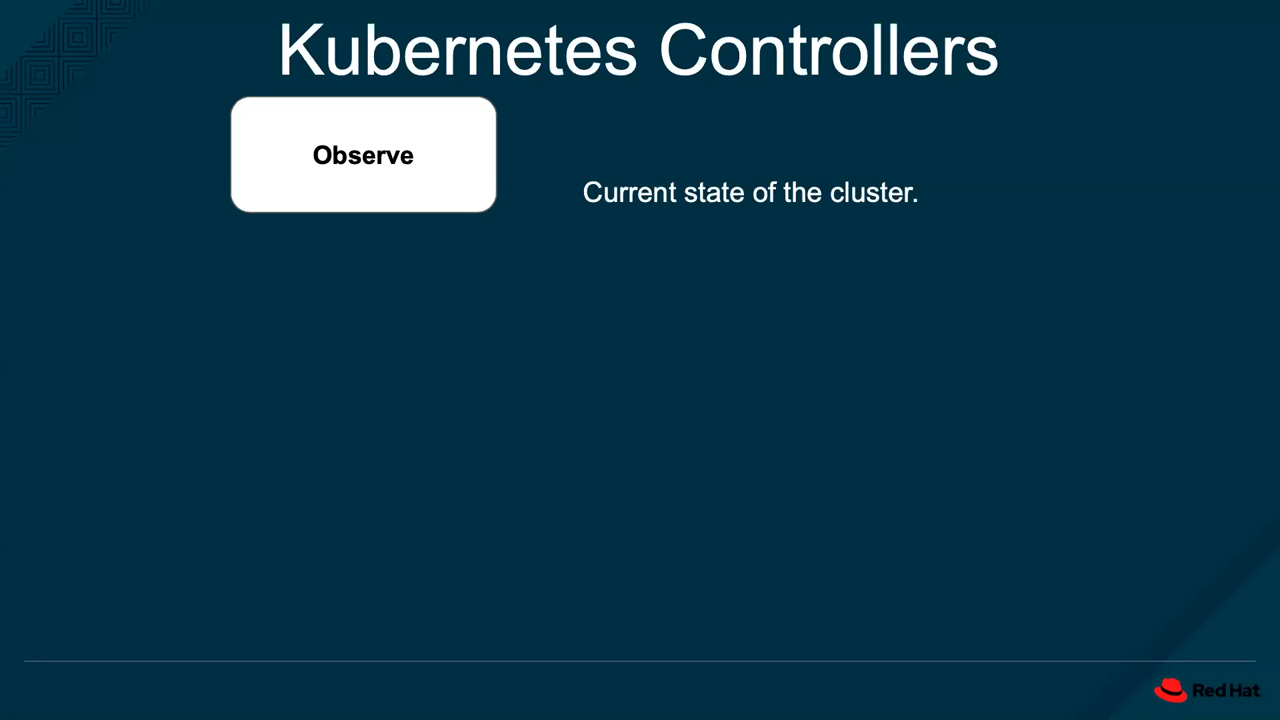 Kubernetes Controllers
Observe
Current state of the cluster.
Red Hat